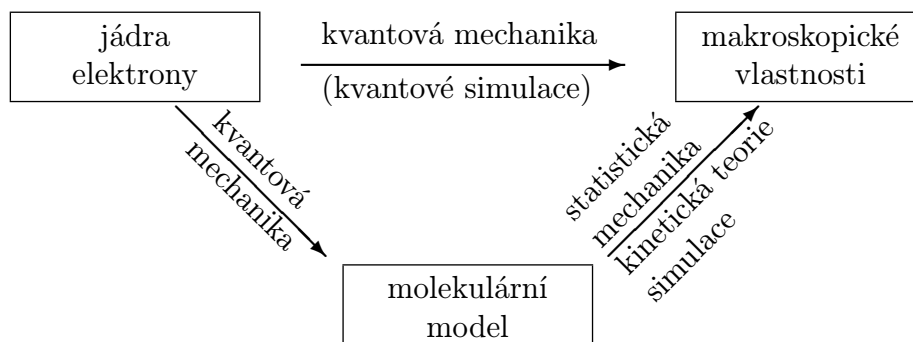 jádra
elektrony
kvantová mechanika
(kvantové simulace)
makroskopické
vlastnosti
kvantová
mechanika
statistická
mechanika
kinetická teorie
simulace
molekulární
model